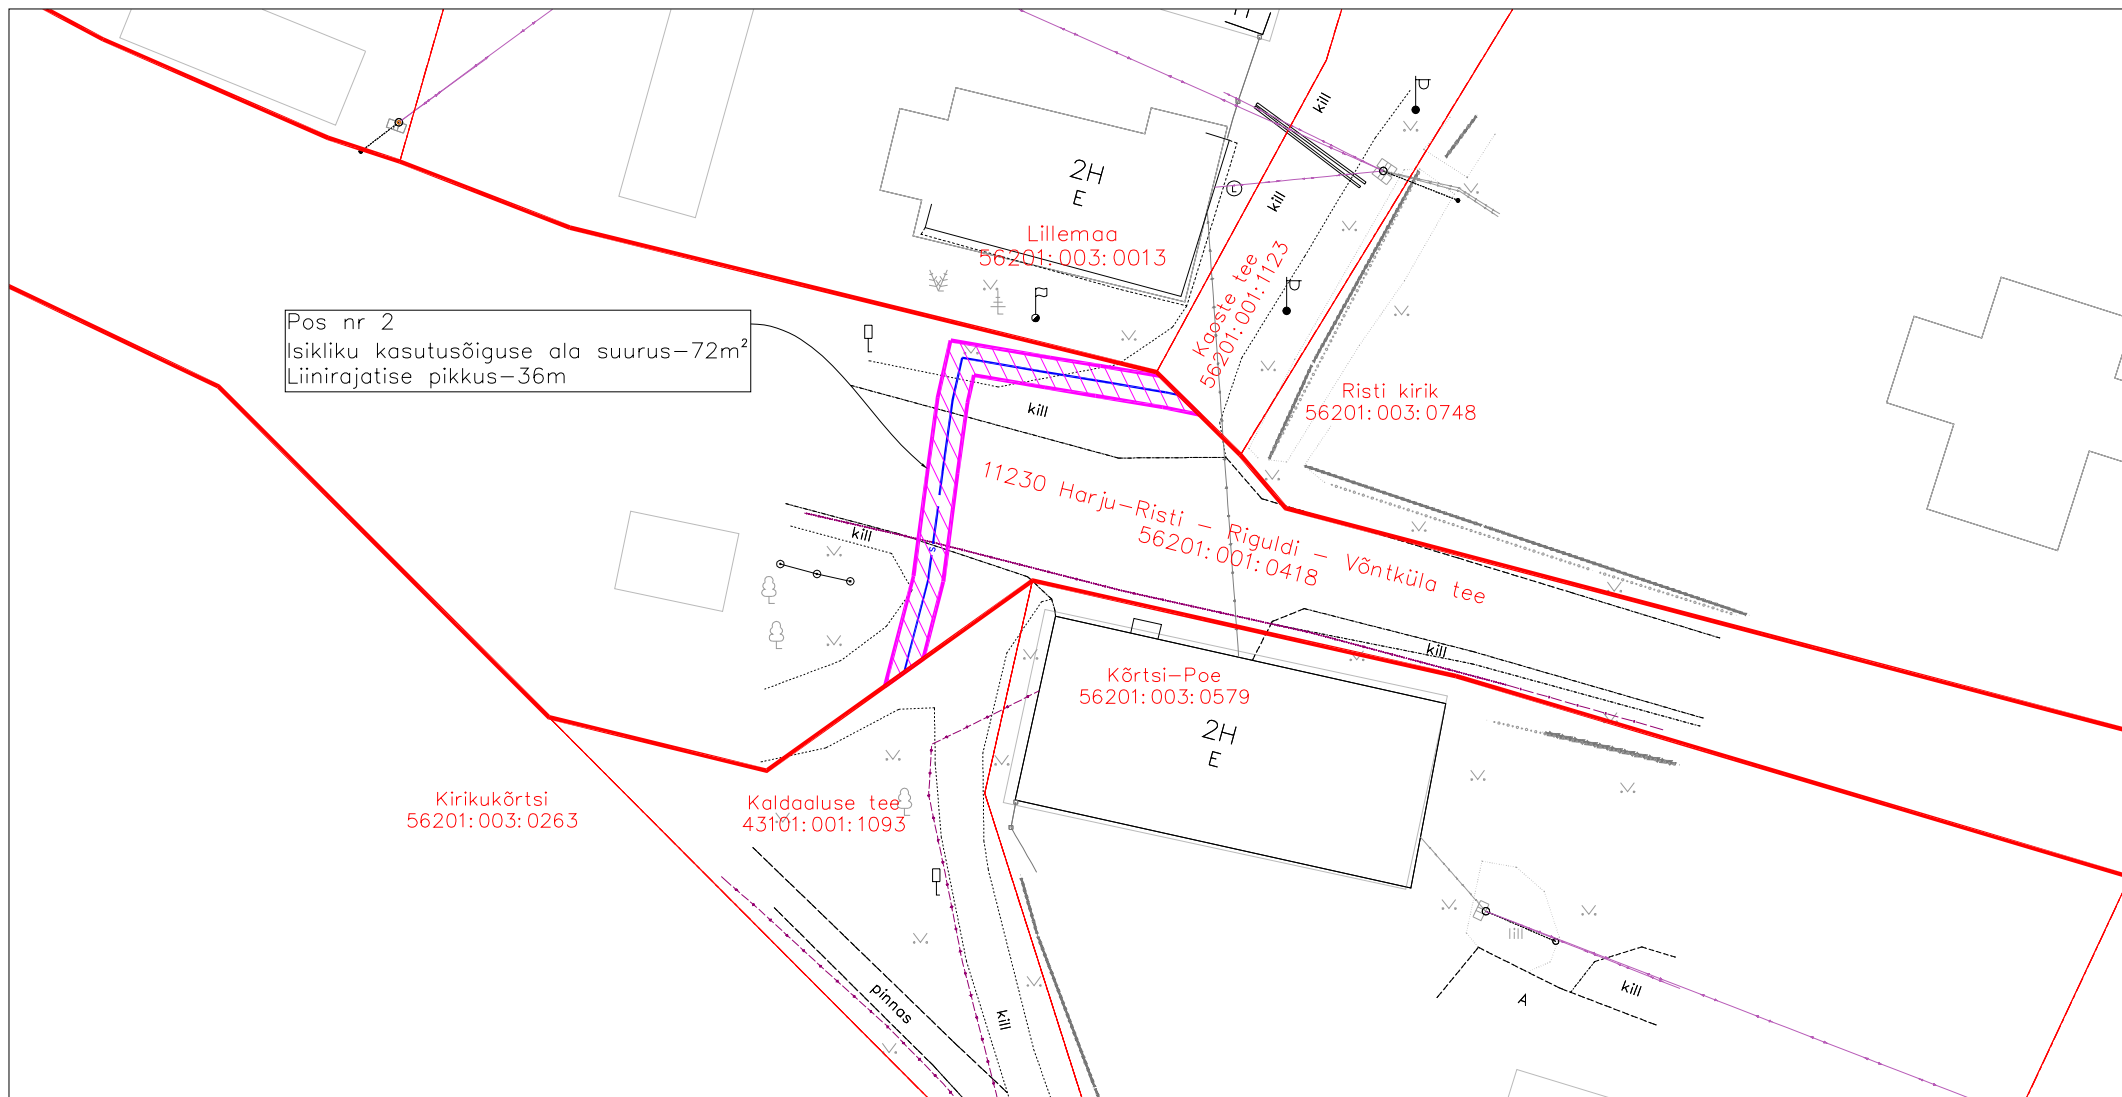 kill
2H
E
Lillemaa
56201:003:0013
kill
Kaoste tee
56201:001:1123
Pos nr 2
Isikliku kasutusõiguse ala suurus-72m²
Liinirajatise pikkus-36m
kill
Risti kirik
56201:003:0748
11230 Harju-Risti - Riguldi - Võntküla tee
56201:001:0418
kill
S
kill
Kõrtsi-Poe
56201:003:0579
2H
E
Kirikukõrtsi
56201:003:0263
Kaldaaluse tee
43101:001:1093
lill
pinnas
kill
kill
A
L